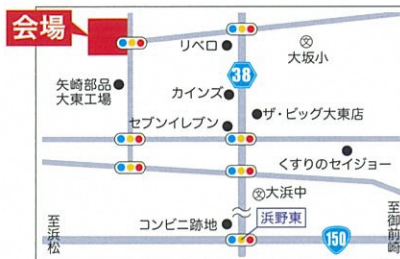 会場
リベロ
文
大坂小
38
矢崎部品
大東工場
カインズ
ザ・ビッグ大東店
セブンイレブン
くすりのセイジョー
文大浜中
コンビニ跡地
浜野東
至浜松
150
至御前崎